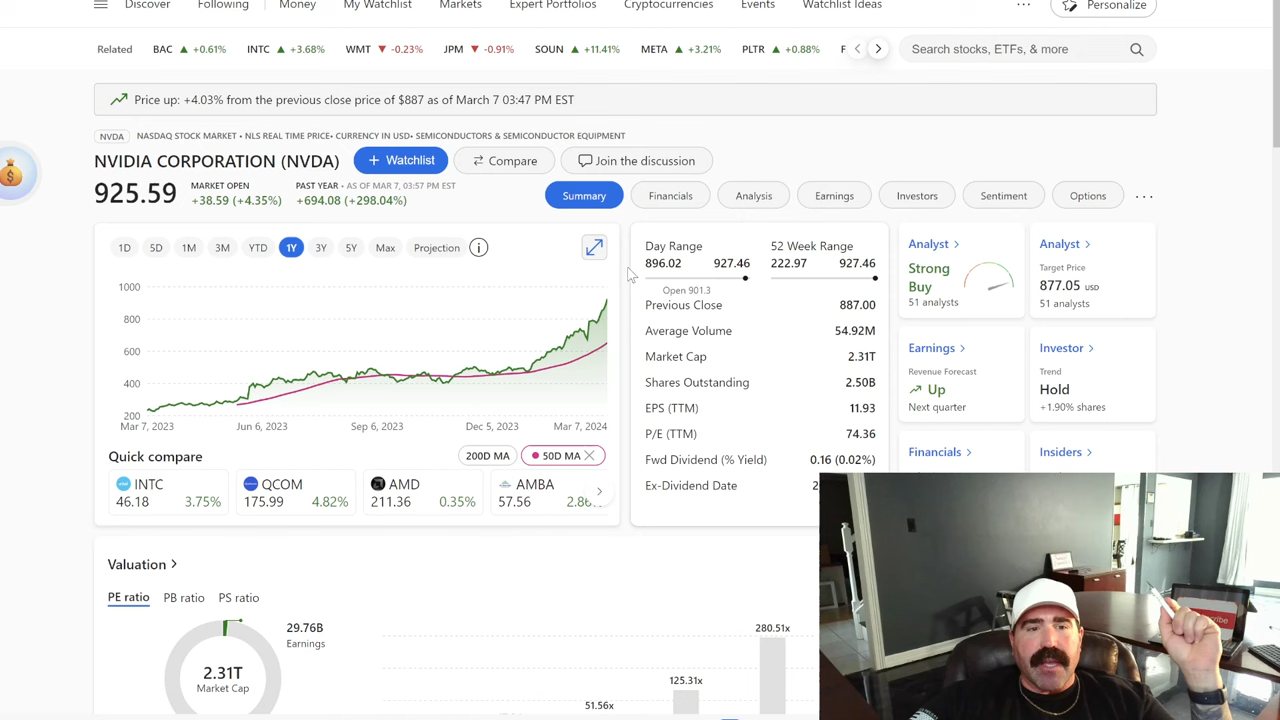 Discover Following Money My Watchlist Markets Expert Portfolios Cryptocurrencies Events Watchlist Ideas ... Personalize
Related BAC +0.61% INTC +3.68% WMT -0.23% JPM -0.91% SOUN +11.41% META +3.21% PLTR +0.88% F Search stocks, ETFs, & more
Price up: +4.03% from the previous close price of $887 as of March 7 03:47 PM EST
NVDA NASDAQ STOCK MARKET • NLS REAL TIME PRICE• CURRENCY IN USD• SEMICONDUCTORS & SEMICONDUCTOR EQUIPMENT
NVIDIA CORPORATION (NVDA) + Watchlist Compare Join the discussion
925.59
MARKET OPEN
+38.59 (+4.35%)
PAST YEAR • AS OF MAR 7, 03:57 PM EST
+694.08 (+298.04%)
Summary Financials Analysis Earnings Investors Sentiment Options ...
1D 5D 1M 3M YTD 1Y 3Y 5Y Max Projection
1000
800
600
400
200
Mar 7, 2023 Jun 6, 2023 Sep 6, 2023 Dec 5, 2023 Mar 7, 2024
Quick compare 200D MA 50D MA
INTC
46.18 3.75%
QCOM
175.99 4.82%
AMD
211.36 0.35%
AMBA
57.56
Day Range
896.02 927.46
Open 901.3
52 Week Range
222.97 927.46
Previous Close 887.00
Average Volume 54.92M
Market Cap 2.31T
Shares Outstanding 2.50B
EPS (TTM) 11.93
P/E (TTM) 74.36
Fwd Dividend (% Yield) 0.16 (0.02%)
Ex-Dividend Date
Analyst
Strong
Buy
51 analysts
Analyst
Target Price
877.05 USD
51 analysts
Earnings
Revenue Forecast
Up
Next quarter
Investor
Trend
Hold
+1.90% shares
Financials
Insiders
Valuation
PE ratio PB ratio PS ratio
2.31T
Market Cap
29.76B
Earnings
51.56x
125.31x
280.51x